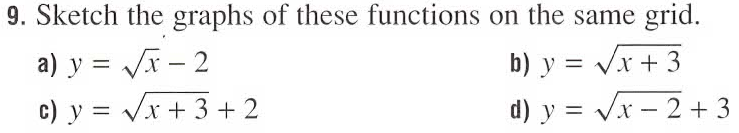 9. Sketch the graphs of these functions on the same grid.
a) y = √x − 2 b) y = √(x + 3)
c) y = √(x + 3) + 2 d) y = √(x − 2) + 3